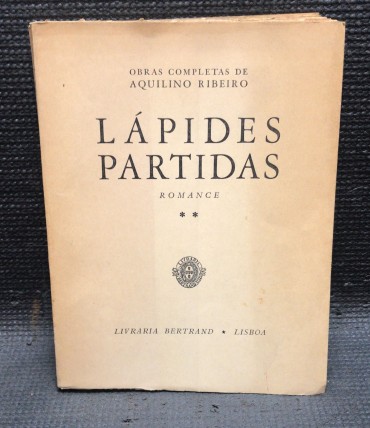 OBRAS COMPLETAS DE
AQUILINO RIBEIRO
LÁPIDES
PARTIDAS
ROMANCE
* *
LIVRARIA BERTRAND • LISBOA